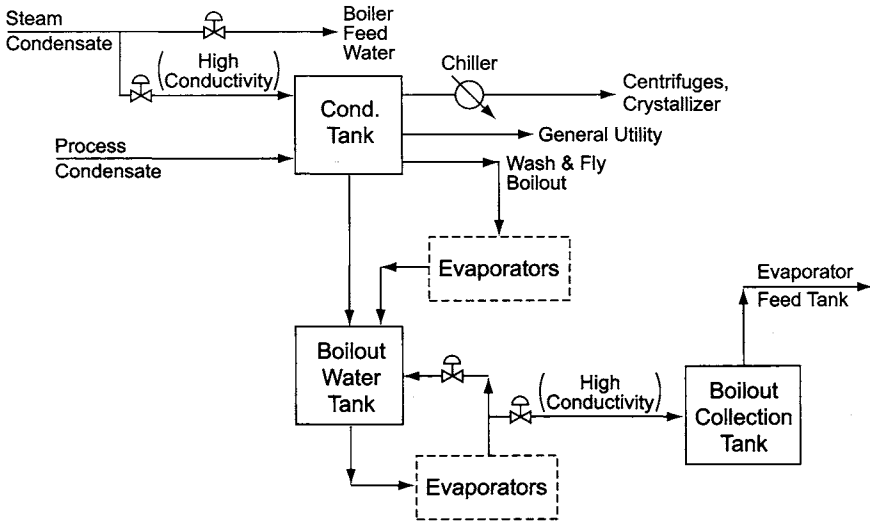 Steam
Condensate
Boiler
Feed
Water
(High
Conductivity)
Chiller
Centrifuges,
Crystallizer
Cond.
Tank
General Utility
Process
Condensate
Wash & Fly
Boilout
Evaporators
Evaporator
Feed Tank
Boilout
Water
Tank
(High
Conductivity)
Boilout
Collection
Tank
Evaporators